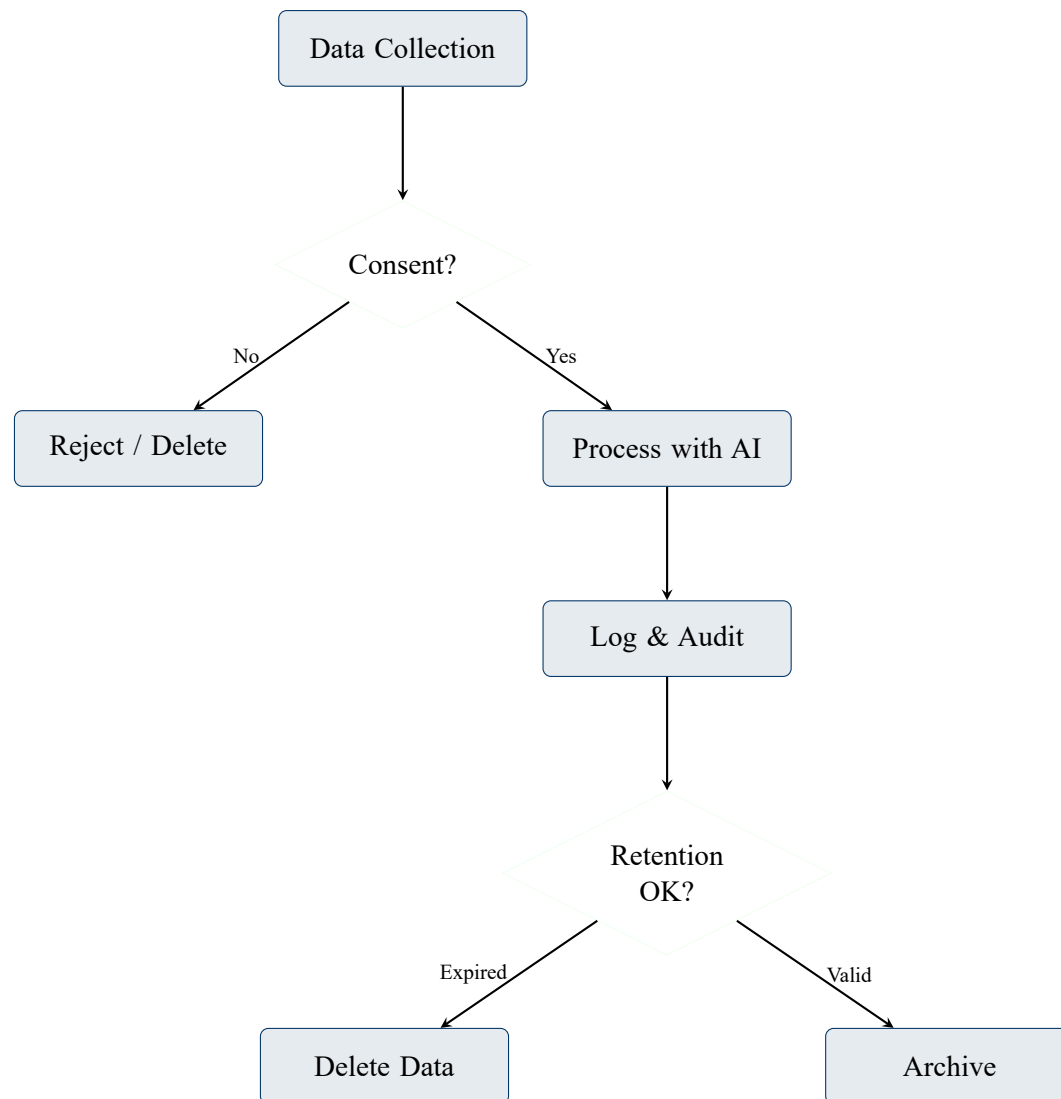 Data Collection
Consent?
No
Yes
Reject / Delete
Process with AI
Log & Audit
Retention
OK?
Expired
Valid
Delete Data
Archive